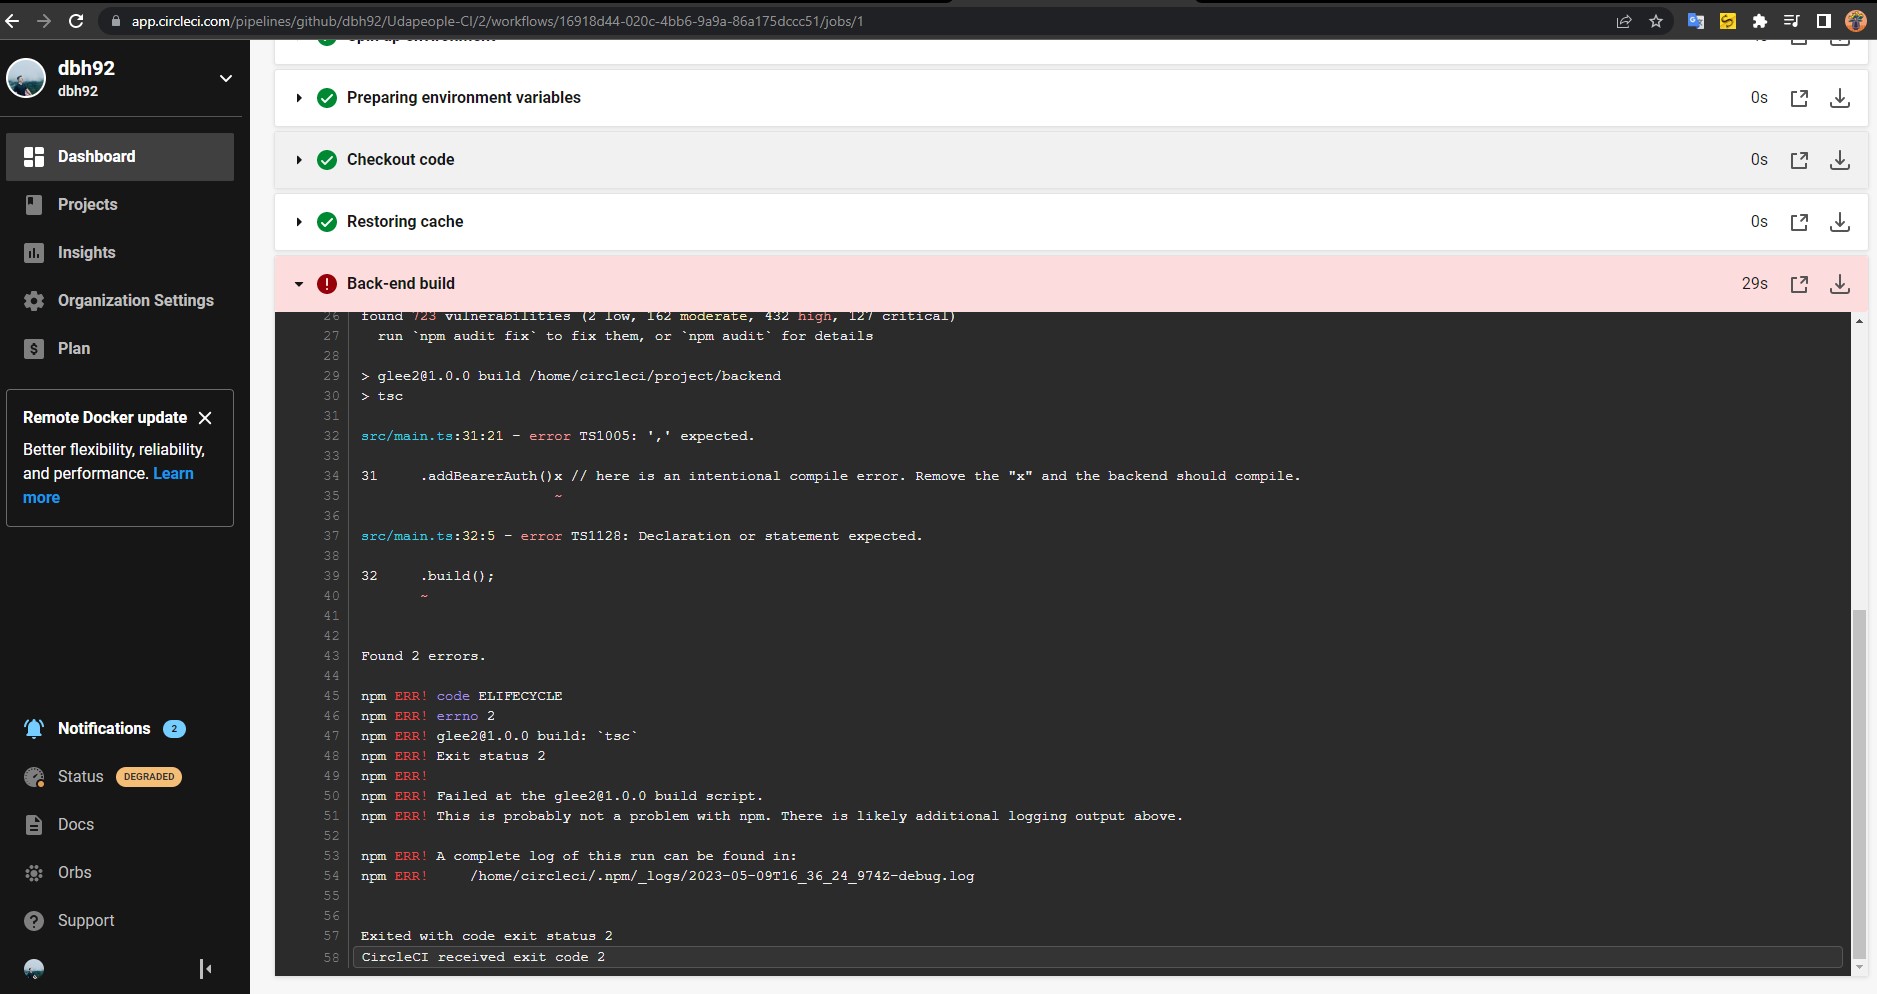 app.circleci.com/pipelines/github/dbh92/Udapeople-CI/2/workflows/16918d44-020c-4bb6-9a9a-86a175dccc51/jobs/1
dbh92
dbh92
Dashboard
Projects
Insights
Organization Settings
$ Plan
Remote Docker update
Better flexibility, reliability,
and performance. Learn
more
Notifications 2
Status DEGRADED
Docs
Orbs
? Support
Spin up environment
Preparing environment variables 0s
Checkout code 0s
Restoring cache 0s
! Back-end build 29s
26 found 723 vulnerabilities (2 low, 162 moderate, 432 high, 127 critical)
27 run `npm audit fix` to fix them, or `npm audit` for details
28
29 > glee2@1.0.0 build /home/circleci/project/backend
30 > tsc
31
32 src/main.ts:31:21 - error TS1005: ',' expected.
33
34 31 .addBearerAuth()x // here is an intentional compile error. Remove the "x" and the backend should compile.
35 ~
36
37 src/main.ts:32:5 - error TS1128: Declaration or statement expected.
38
39 32 .build();
40 ~
41
42
43 Found 2 errors.
44
45 npm ERR! code ELIFECYCLE
46 npm ERR! errno 2
47 npm ERR! glee2@1.0.0 build: `tsc`
48 npm ERR! Exit status 2
49 npm ERR!
50 npm ERR! Failed at the glee2@1.0.0 build script.
51 npm ERR! This is probably not a problem with npm. There is likely additional logging output above.
52
53 npm ERR! A complete log of this run can be found in:
54 npm ERR! /home/circleci/.npm/_logs/2023-05-09T16_36_24_974Z-debug.log
55
56
57 Exited with code exit status 2
58 CircleCI received exit code 2